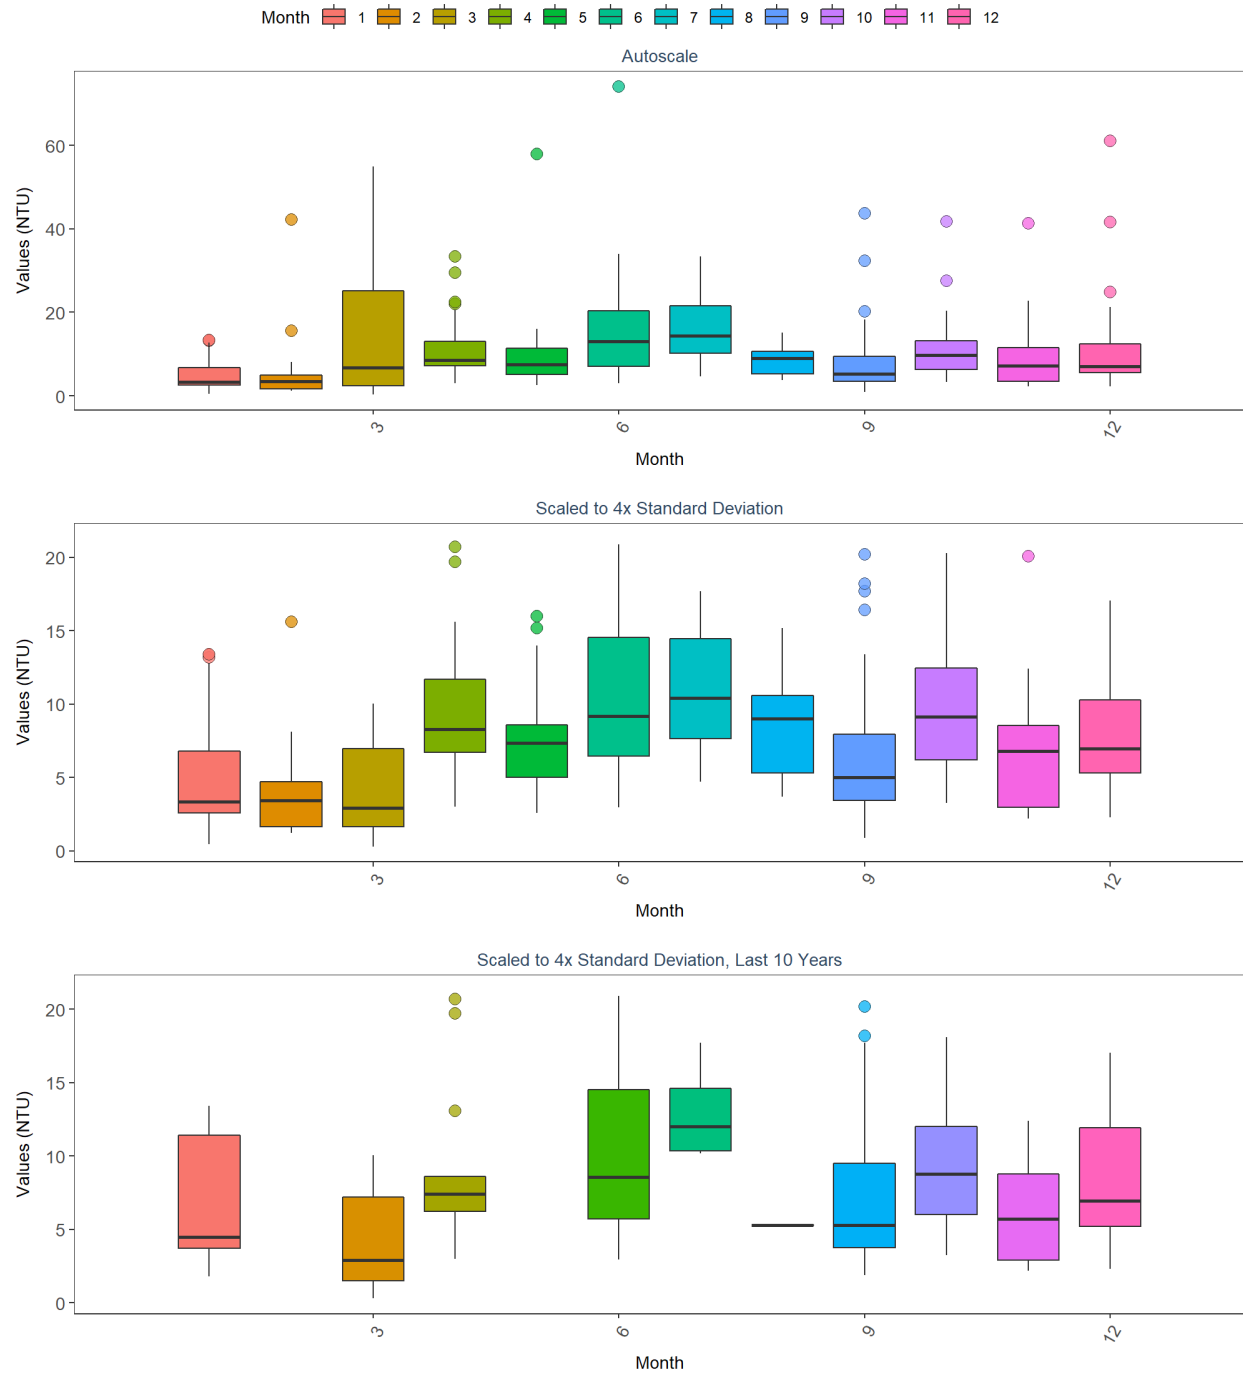 Month 1 2 3 4 5 6 7 8 9 10 11 12
Autoscale
Values (NTU)
60
40
20
0
3 6 9 12
Month
Scaled to 4x Standard Deviation
Values (NTU)
20
15
10
5
0
3 6 9 12
Month
Scaled to 4x Standard Deviation, Last 10 Years
Values (NTU)
20
15
10
5
0
3 6 9 12
Month